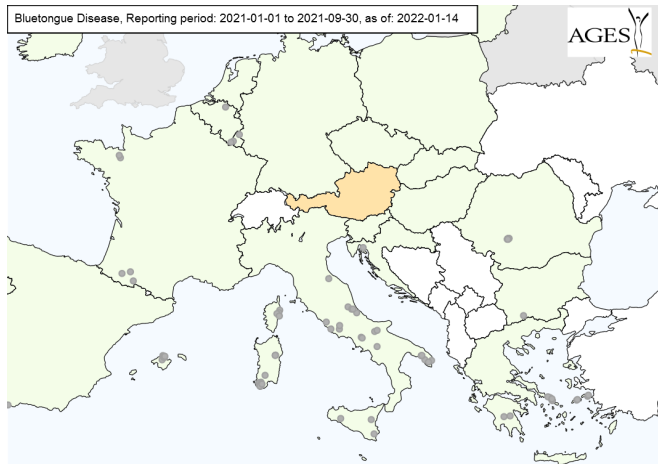 Bluetongue Disease, Reporting period: 2021-01-01 to 2021-09-30, as of: 2022-01-14
AGES